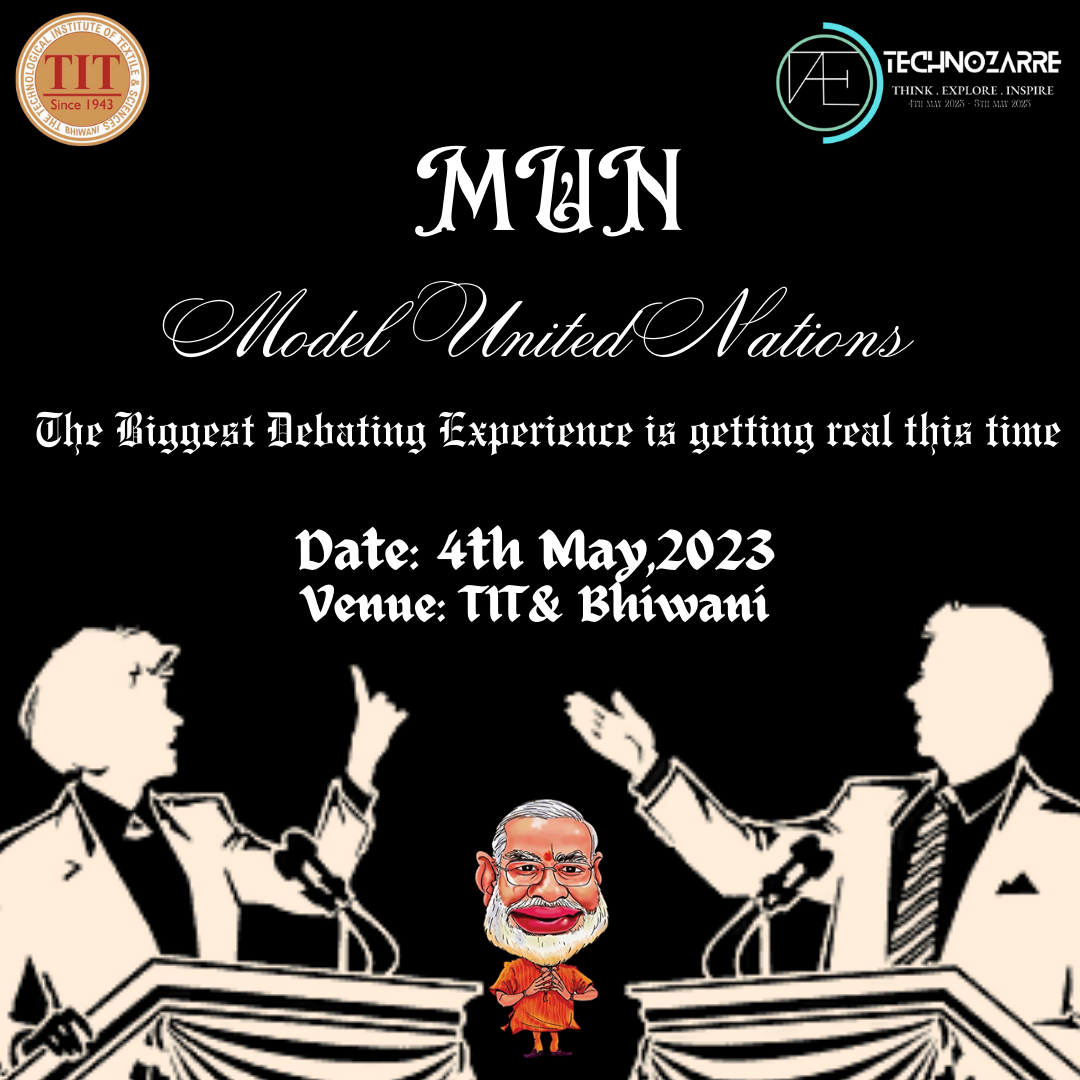 THE TECHNOLOGICAL INSTITUTE OF TEXTILE & SCIENCES
TIT
Since 1943
BHIWANI
TECHNOZARRE
THINK . EXPLORE . INSPIRE
4TH MAY 2023 - 5TH MAY 2023
MUN
Model United Nations
The Biggest Debating Experience is getting real this time
Date: 4th May,2023
Venue: TIT& Bhiwani